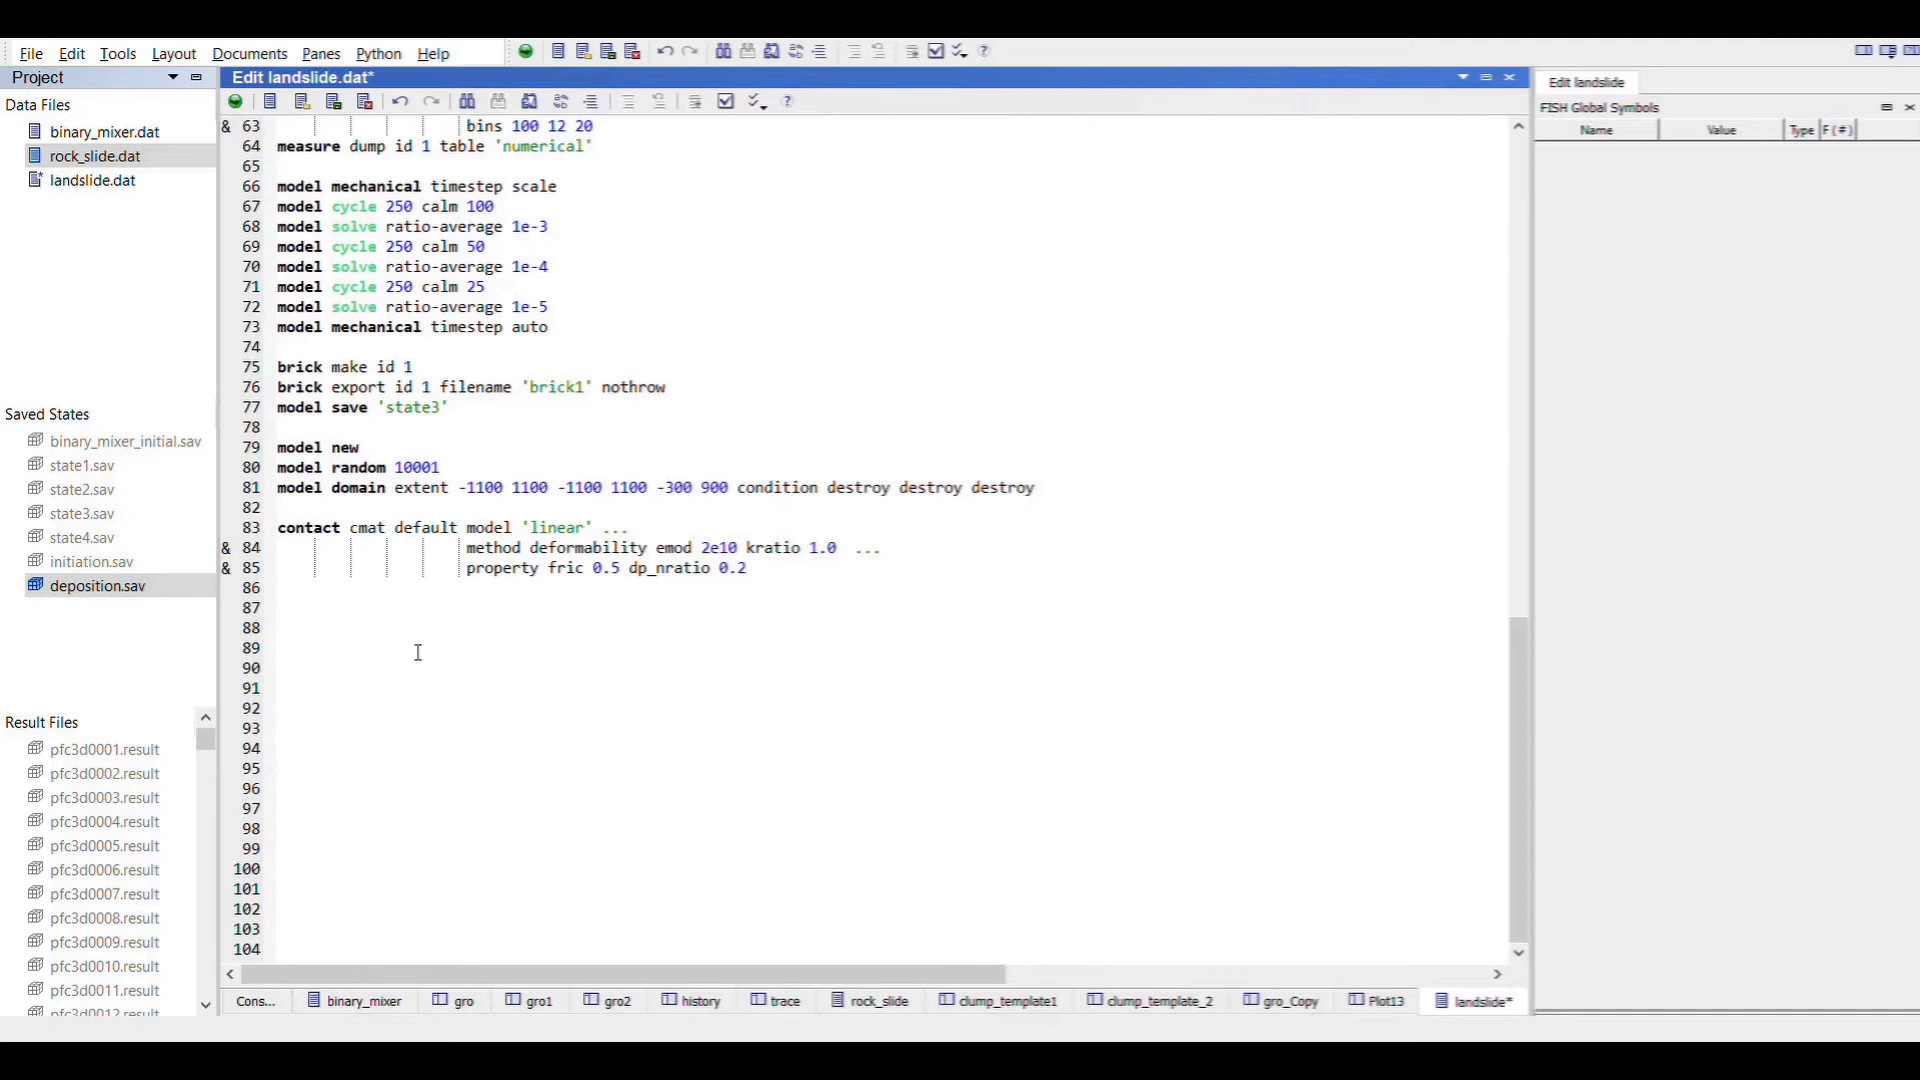 File Edit Tools Layout Documents Panes Python Help
Project
Data Files
binary_mixer.dat
rock_slide.dat
landslide.dat
Saved States
binary_mixer_initial.sav
state1.sav
state2.sav
state3.sav
state4.sav
initiation.sav
deposition.sav
Result Files
pfc3d0001.result
pfc3d0002.result
pfc3d0003.result
pfc3d0004.result
pfc3d0005.result
pfc3d0006.result
pfc3d0007.result
pfc3d0008.result
pfc3d0009.result
pfc3d0010.result
pfc3d0011.result
pfc3d0012.result
Edit landslide.dat*
& 63 bins 100 12 20
64 measure dump id 1 table 'numerical'
65
66 model mechanical timestep scale
67 model cycle 250 calm 100
68 model solve ratio-average 1e-3
69 model cycle 250 calm 50
70 model solve ratio-average 1e-4
71 model cycle 250 calm 25
72 model solve ratio-average 1e-5
73 model mechanical timestep auto
74
75 brick make id 1
76 brick export id 1 filename 'brick1' nothrow
77 model save 'state3'
78
79 model new
80 model random 10001
81 model domain extent -1100 1100 -1100 1100 -300 900 condition destroy destroy destroy
82
83 contact cmat default model 'linear' ...
& 84 method deformability emod 2e10 kratio 1.0 ...
& 85 property fric 0.5 dp_nratio 0.2
86
87
88
89
90
91
92
93
94
95
96
97
98
99
100
101
102
103
104
Cons... binary_mixer gro gro1 gro2 history trace rock_slide clump_template1 clump_template_2 gro_Copy Plot13 landslide*
Edit landslide
FISH Global Symbols
Name Value Type F(#)